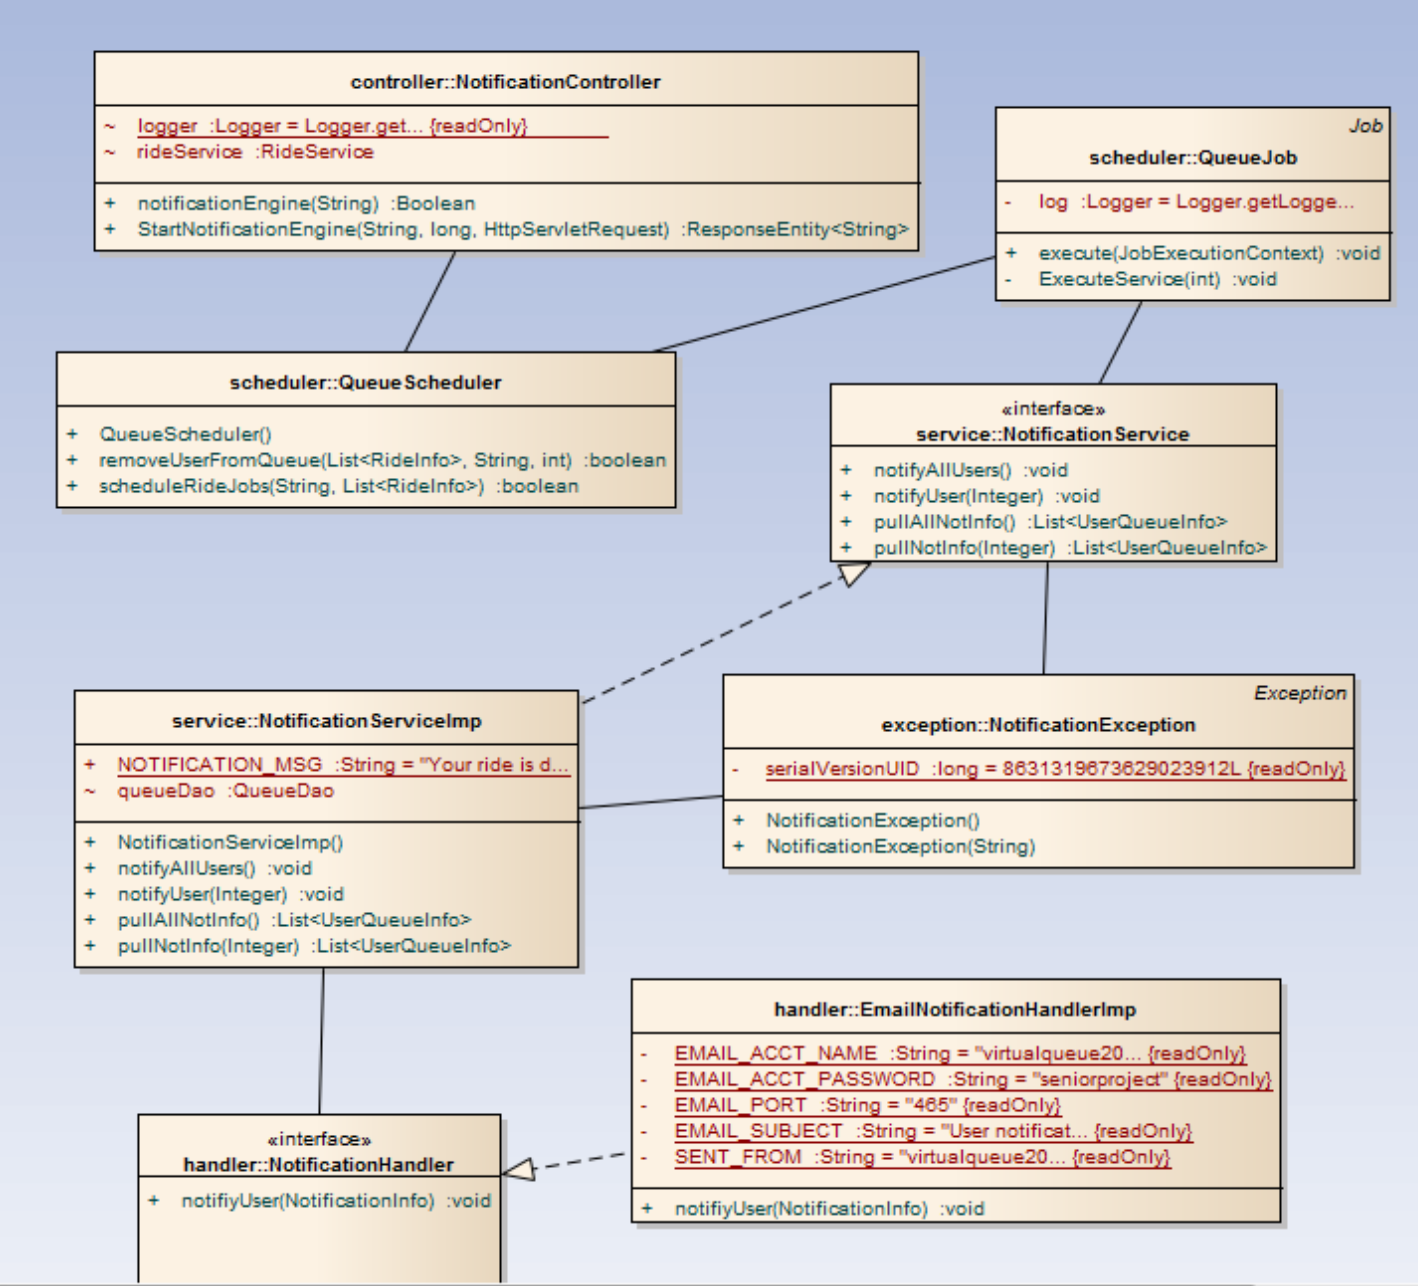 controller::NotificationController
~ logger :Logger = Logger.get... {readOnly}
~ rideService :RideService
+ notificationEngine(String) :Boolean
+ StartNotificationEngine(String, long, HttpServletRequest) :ResponseEntity<String>
Job
scheduler::QueueJob
- log :Logger = Logger.getLogge...
+ execute(JobExecutionContext) :void
- ExecuteService(int) :void
scheduler::QueueScheduler
+ QueueScheduler()
+ removeUserFromQueue(List<RideInfo>, String, int) :boolean
+ scheduleRideJobs(String, List<RideInfo>) :boolean
«interface»
service::NotificationService
+ notifyAllUsers() :void
+ notifyUser(Integer) :void
+ pullAllNotInfo() :List<UserQueueInfo>
+ pullNotInfo(Integer) :List<UserQueueInfo>
service::NotificationServiceImp
+ NOTIFICATION_MSG :String = "Your ride is d...
~ queueDao :QueueDao
+ NotificationServiceImp()
+ notifyAllUsers() :void
+ notifyUser(Integer) :void
+ pullAllNotInfo() :List<UserQueueInfo>
+ pullNotInfo(Integer) :List<UserQueueInfo>
Exception
exception::NotificationException
- serialVersionUID :long = 8631319673629023912L {readOnly}
+ NotificationException()
+ NotificationException(String)
handler::EmailNotificationHandlerImp
- EMAIL_ACCT_NAME :String = "virtualqueue20... {readOnly}
- EMAIL_ACCT_PASSWORD :String = "seniorproject" {readOnly}
- EMAIL_PORT :String = "465" {readOnly}
- EMAIL_SUBJECT :String = "User notificat... {readOnly}
- SENT_FROM :String = "virtualqueue20... {readOnly}
+ notifiyUser(NotificationInfo) :void
«interface»
handler::NotificationHandler
+ notifiyUser(NotificationInfo) :void